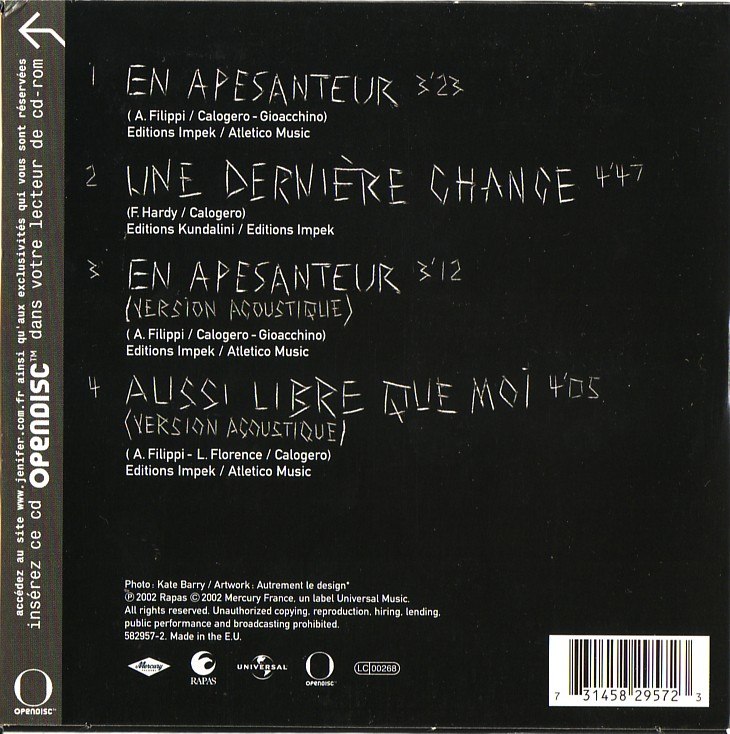 1 EN APESANTEUR 3'23
( A. Filippi / Calogero - Gioacchino)
Editions Impek / Atletico Music
2 UNE DERNIÈRE CHANCE 4'47
(F. Hardy / Calogero)
Editions Kundalini / Editions Impek
3 EN APESANTEUR 3'12
(VERSION ACOUSTIQUE)
( A. Filippi / Calogero - Gioacchino)
Editions Impek / Atletico Music
4 AUSSI LIBRE QUE MOI 4'05
(VERSION ACOUSTIQUE)
( A. Filippi - L. Florence / Calogero)
Editions Impek / Atletico Music
Photo : Kate Barry / Artwork : Autrement le design*
℗ 2002 Rapas © 2002 Mercury France, un label Universal Music.
All rights reserved. Unauthorized copying, reproduction, hiring, lending,
public performance and broadcasting prohibited.
582957-2. Made in the E.U.
Mercury
RAPAS
UNIVERSAL
OPENDISC
LC 00268
7 31458 29572 3
accédez au site www.jenifer.com.fr ainsi qu'aux exclusivités qui vous sont réservées
insérez ce cd OPENDISC™ dans votre lecteur de cd-rom
OPENDISC™